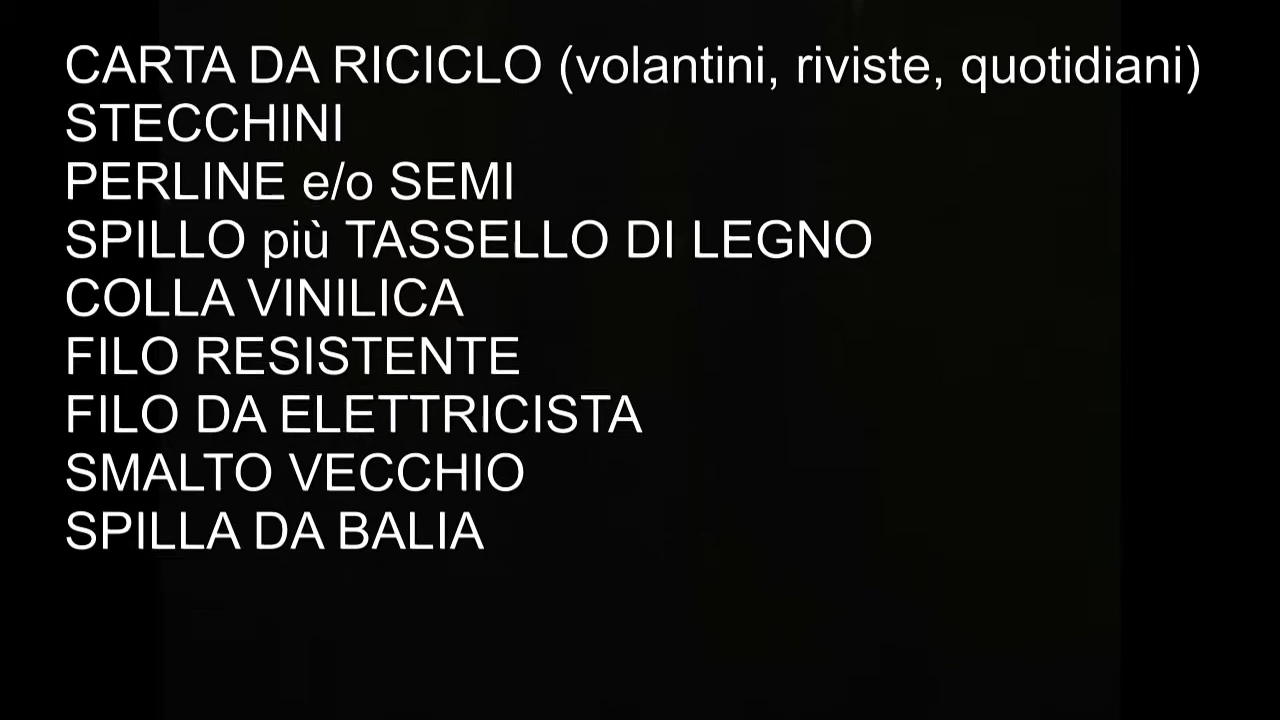 CARTA DA RICICLO (volantini, riviste, quotidiani)
STECCHINI
PERLINE e/o SEMI
SPILLO più TASSELLO DI LEGNO
COLLA VINILICA
FILO RESISTENTE
FILO DA ELETTRICISTA
SMALTO VECCHIO
SPILLA DA BALIA